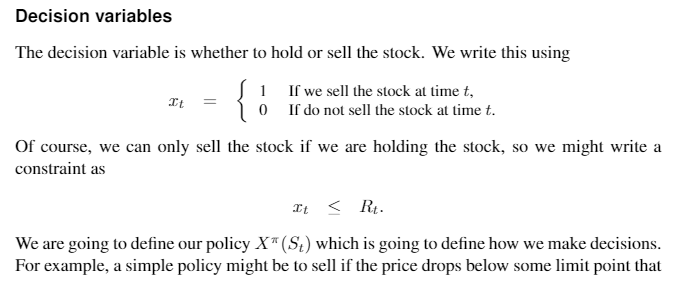 Decision variables
The decision variable is whether to hold or sell the stock. We write this using
x_t = { 1 If we sell the stock at time t,
0 If do not sell the stock at time t.
Of course, we can only sell the stock if we are holding the stock, so we might write a
constraint as
x_t ≤ R_t.
We are going to define our policy X^π(S_t) which is going to define how we make decisions.
For example, a simple policy might be to sell if the price drops below some limit point that